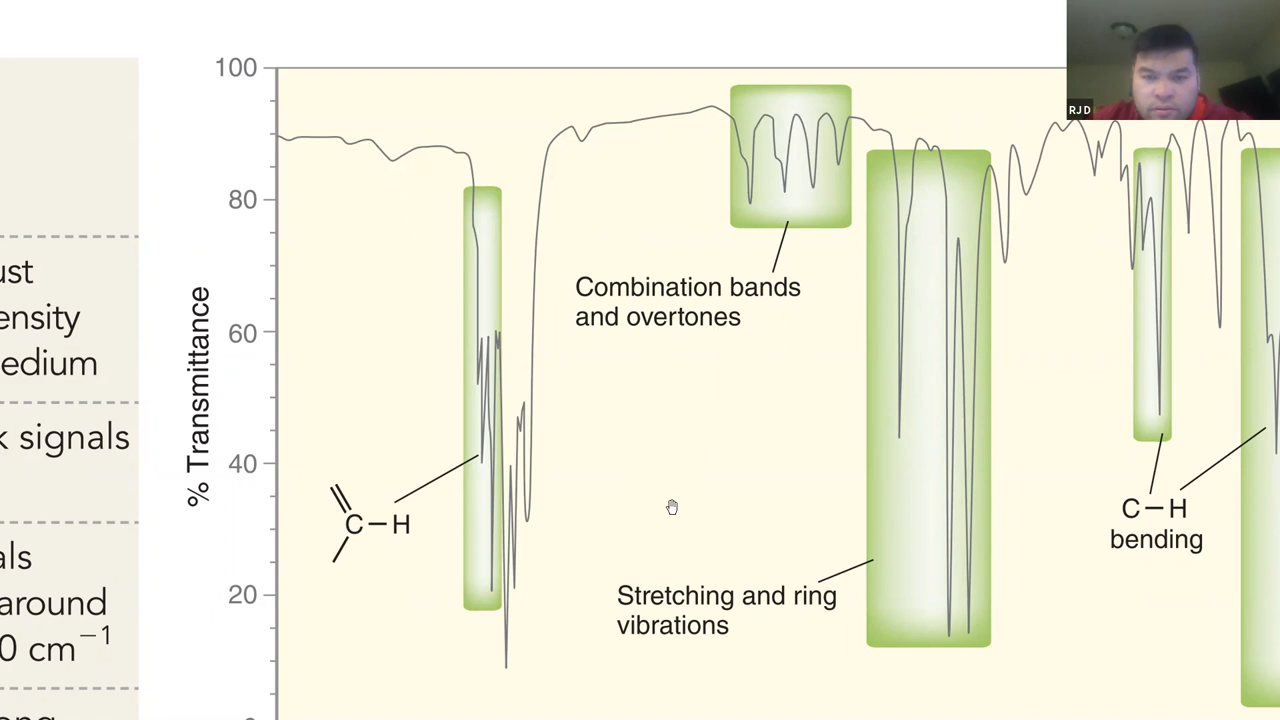 100
80
60
40
20
% Transmittance
RJD
ust
ensity
edium
k signals
als
around
0 cm−1
Combination bands
and overtones
C–H
Stretching and ring
vibrations
C–H
bending